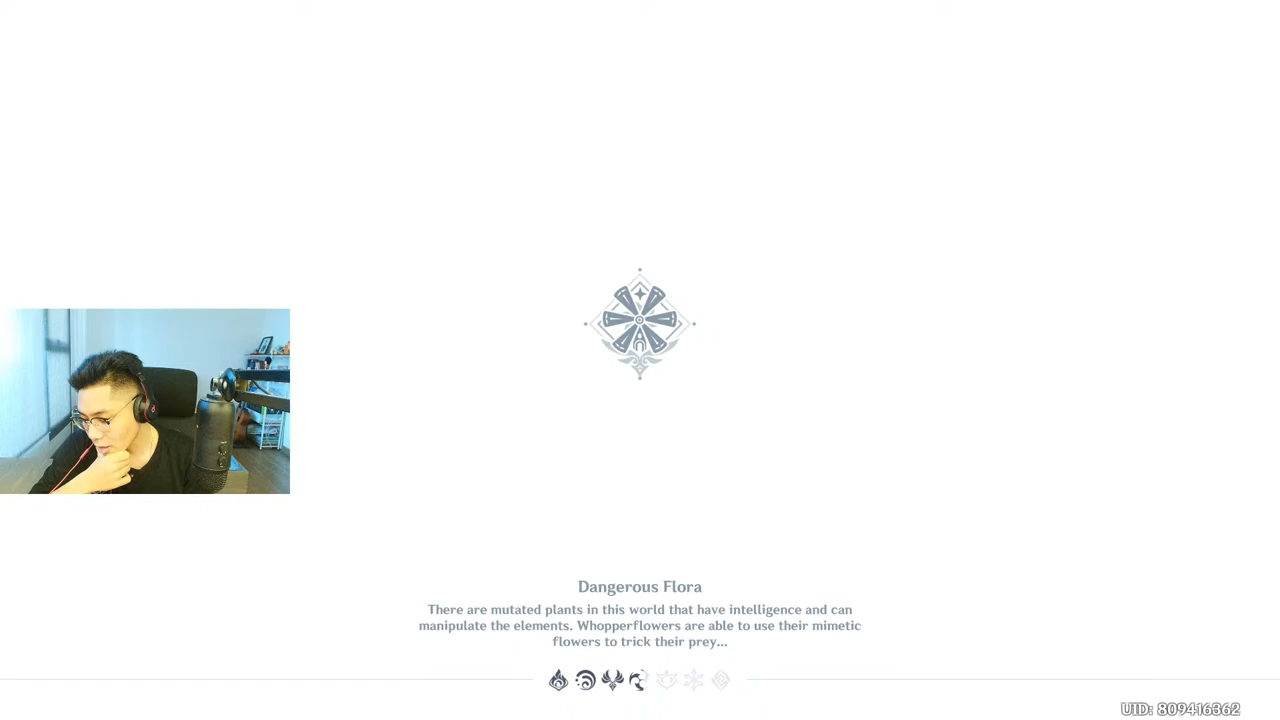 Dangerous Flora
There are mutated plants in this world that have intelligence and can
manipulate the elements. Whopperflowers are able to use their mimetic
flowers to trick their prey...
UID: 809416362